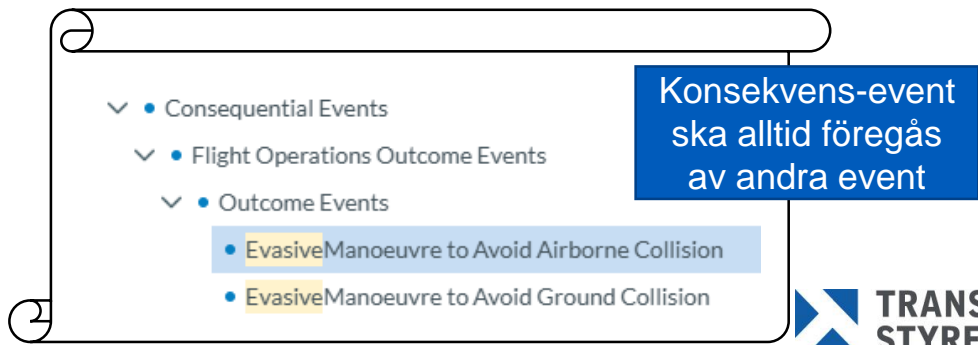 Consequential Events
Flight Operations Outcome Events
Outcome Events
EvasiveManoeuvre to Avoid Airborne Collision
EvasiveManoeuvre to Avoid Ground Collision
Konsekvens-event
ska alltid föregås
av andra event
TRANS
STYRE